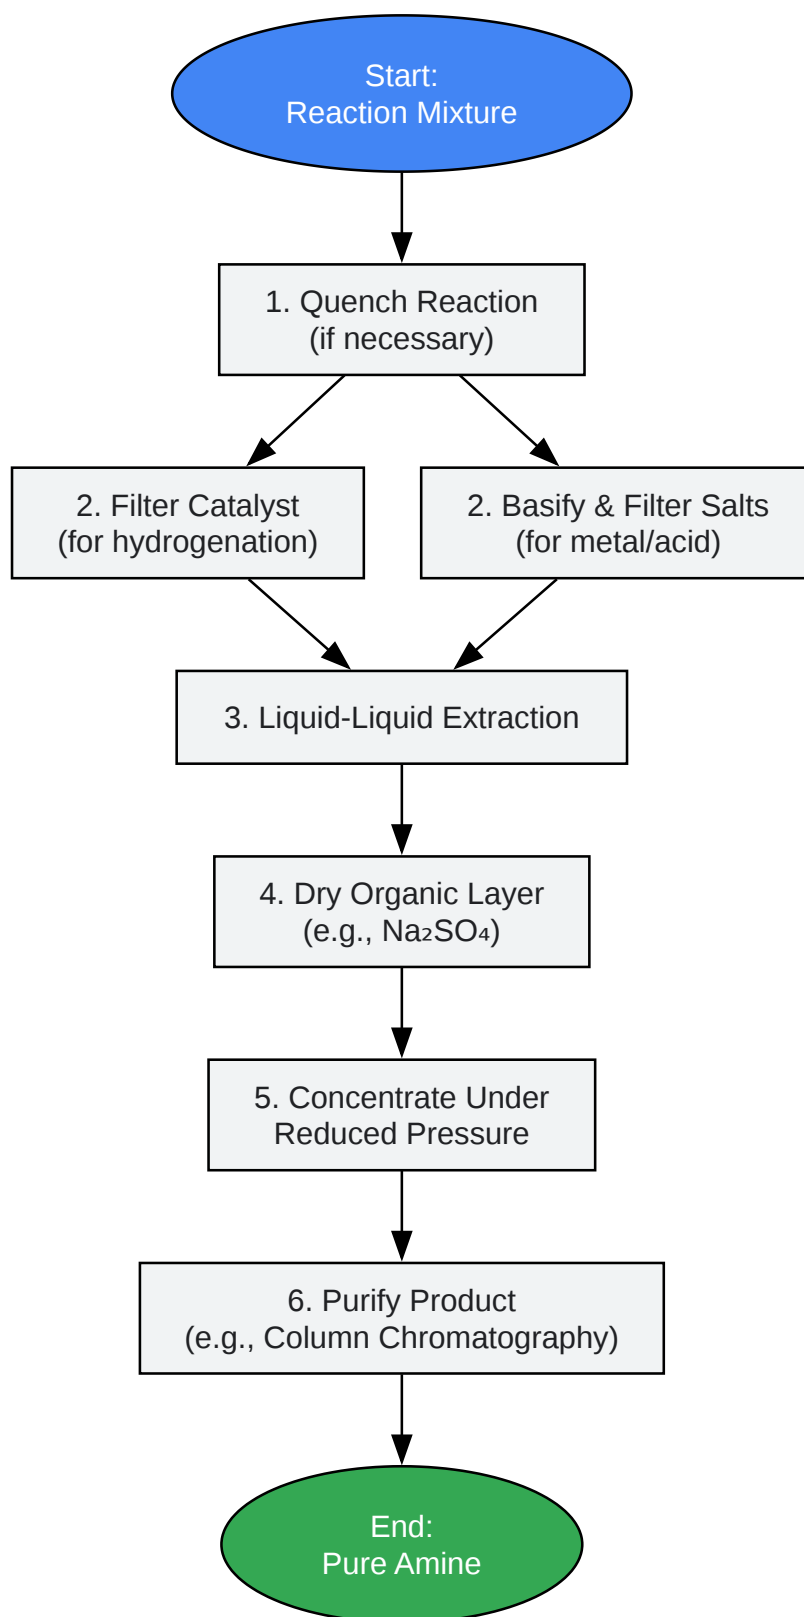 Start:
Reaction Mixture
1. Quench Reaction
(if necessary)
2. Filter Catalyst
(for hydrogenation)
2. Basify & Filter Salts
(for metal/acid)
3. Liquid-Liquid Extraction
4. Dry Organic Layer
(e.g., Na₂SO₄)
5. Concentrate Under
Reduced Pressure
6. Purify Product
(e.g., Column Chromatography)
End:
Pure Amine